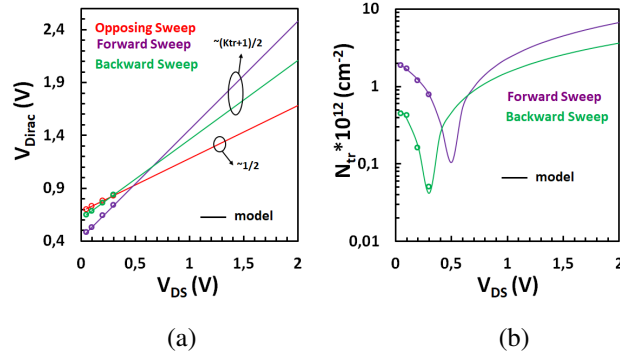 2,4
1,9
1,4
0,9
0,4
V_Dirac (V)
Opposing Sweep
Forward Sweep
Backward Sweep
~(Ktr+1)/2
~1/2
model
0 0,5 1 1,5 2
V_DS (V)
(a)
10
1
0,1
0,01
N_tr*10^12 (cm^-2)
Forward Sweep
Backward Sweep
model
0 0,5 1 1,5 2
V_DS (V)
(b)